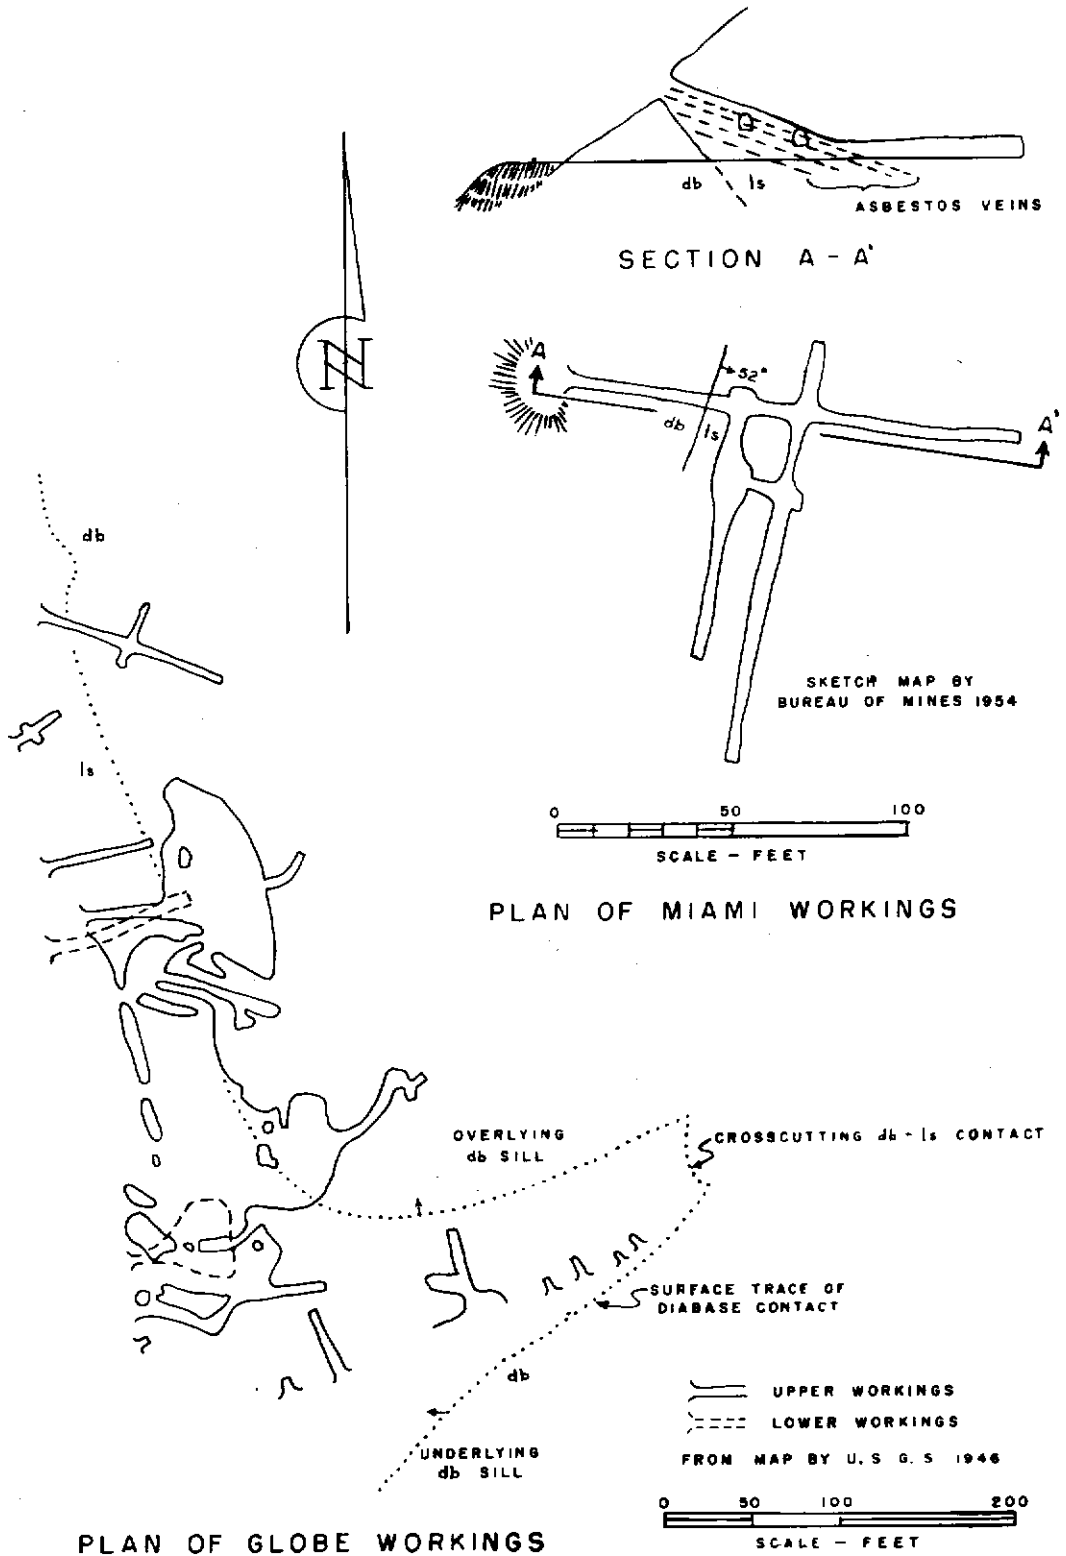 db ls
ASBESTOS VEINS
SECTION A - A'
N
A
52°
db ls
A'
db
SKETCH MAP BY
BUREAU OF MINES 1954
ls
0 50 100
SCALE - FEET
PLAN OF MIAMI WORKINGS
OVERLYING
db SILL
CROSSCUTTING db - ls CONTACT
SURFACE TRACE OF
DIABASE CONTACT
db
UPPER WORKINGS
LOWER WORKINGS
UNDERLYING
db SILL
FROM MAP BY U.S G.S 1946
0 50 100 200
SCALE - FEET
PLAN OF GLOBE WORKINGS